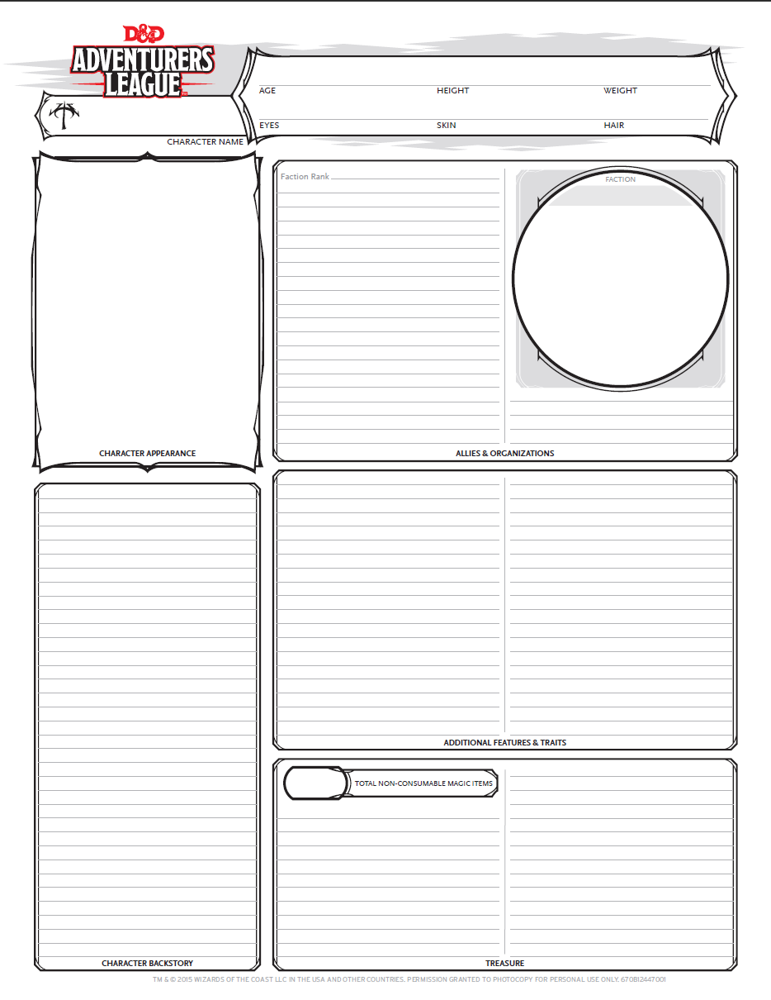 D&D
ADVENTURERS
LEAGUE
AGE HEIGHT WEIGHT
EYES SKIN HAIR
CHARACTER NAME
Faction Rank
FACTION
CHARACTER APPEARANCE
ALLIES & ORGANIZATIONS
ADDITIONAL FEATURES & TRAITS
TOTAL NON-CONSUMABLE MAGIC ITEMS
CHARACTER BACKSTORY
TREASURE
TM & © 2015 WIZARDS OF THE COAST LLC IN THE USA AND OTHER COUNTRIES. PERMISSION GRANTED TO PHOTOCOPY FOR PERSONAL USE ONLY. 670B12447001